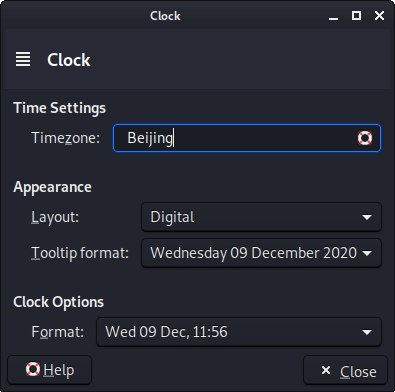 Clock
Clock
Time Settings
Timezone: Beijing
Appearance
Layout: Digital
Tooltip format: Wednesday 09 December 2020
Clock Options
Format: Wed 09 Dec, 11:56
Help Close